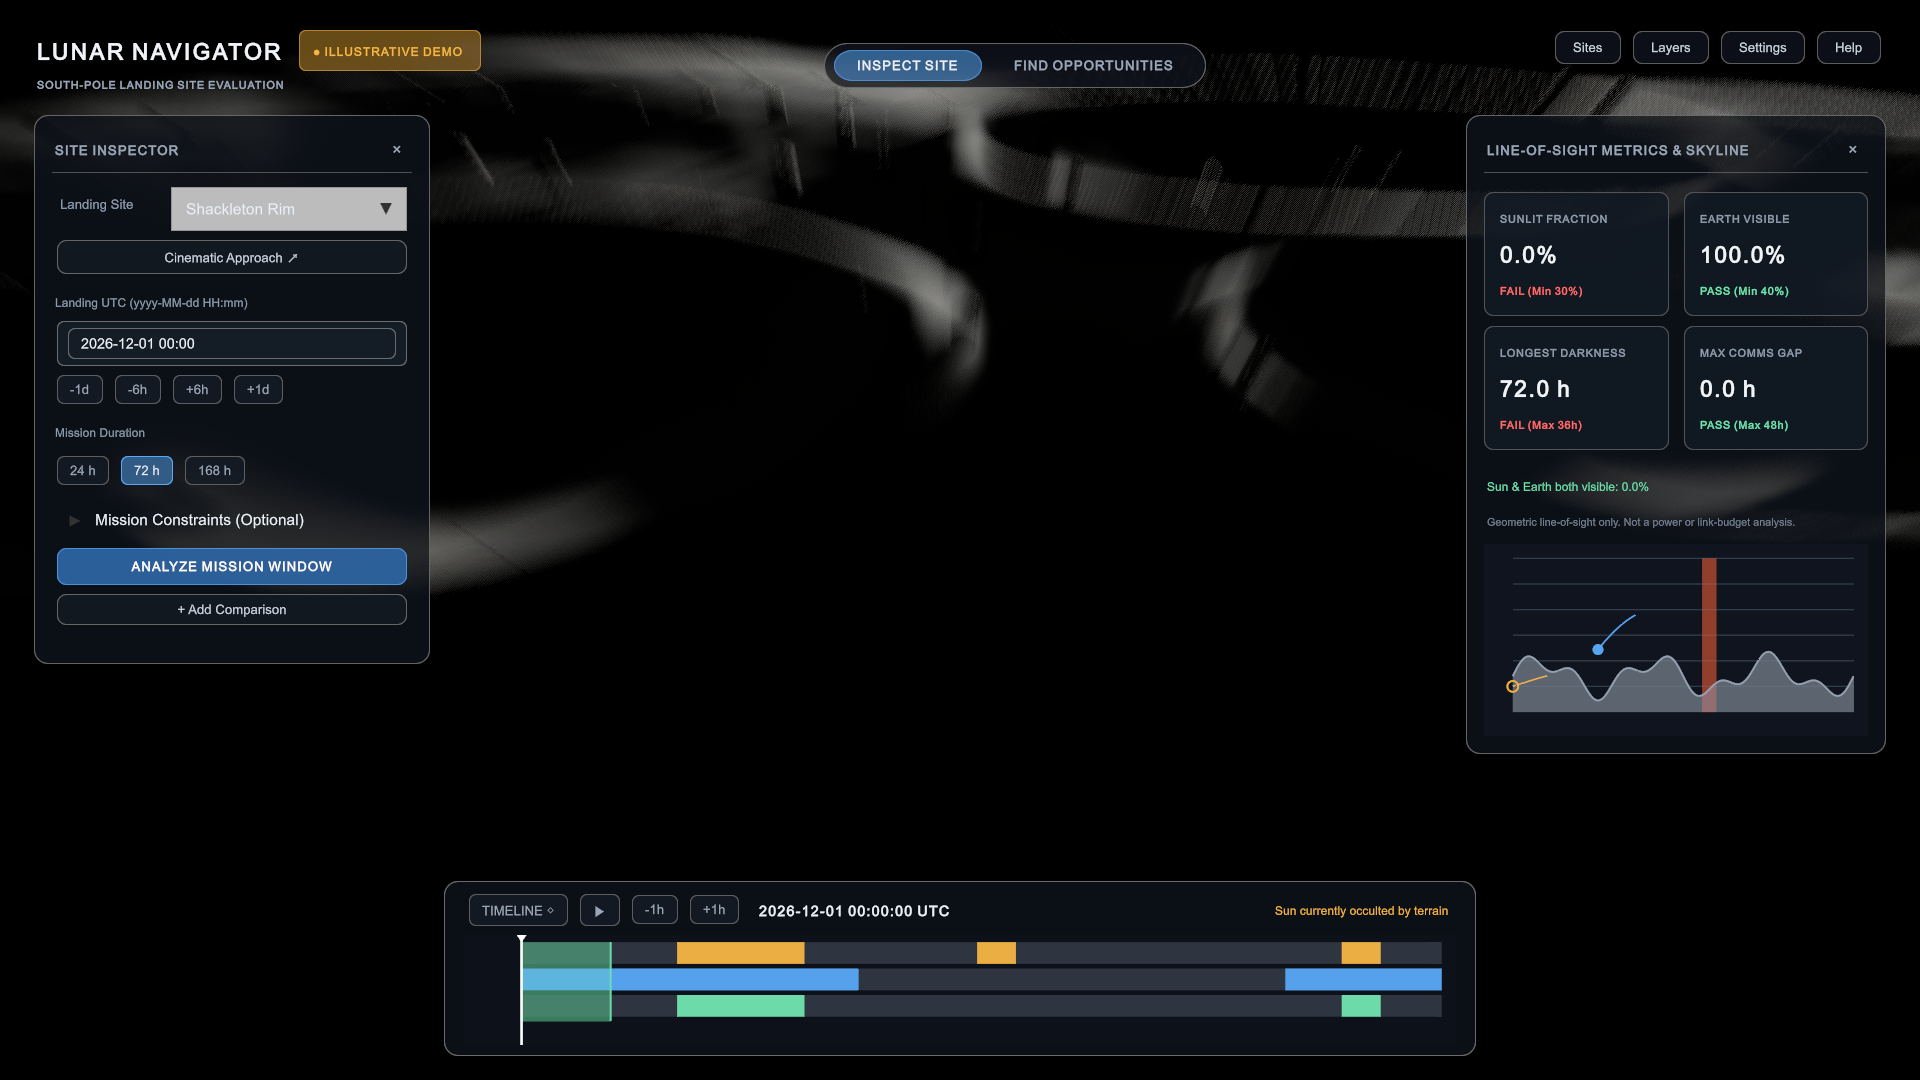 LUNAR NAVIGATOR
● ILLUSTRATIVE DEMO
SOUTH-POLE LANDING SITE EVALUATION
INSPECT SITE
FIND OPPORTUNITIES
Sites
Layers
Settings
Help
SITE INSPECTOR
×
Landing Site
Shackleton Rim
Cinematic Approach ↗
Landing UTC (yyyy-MM-dd HH:mm)
2026-12-01 00:00
-1d
-6h
+6h
+1d
Mission Duration
24 h
72 h
168 h
Mission Constraints (Optional)
ANALYZE MISSION WINDOW
+ Add Comparison
LINE-OF-SIGHT METRICS & SKYLINE
×
SUNLIT FRACTION
0.0%
FAIL (Min 30%)
EARTH VISIBLE
100.0%
PASS (Min 40%)
LONGEST DARKNESS
72.0 h
FAIL (Max 36h)
MAX COMMS GAP
0.0 h
PASS (Max 48h)
Sun & Earth both visible: 0.0%
Geometric line-of-sight only. Not a power or link-budget analysis.
TIMELINE ◇
-1h
+1h
2026-12-01 00:00:00 UTC
Sun currently occulted by terrain